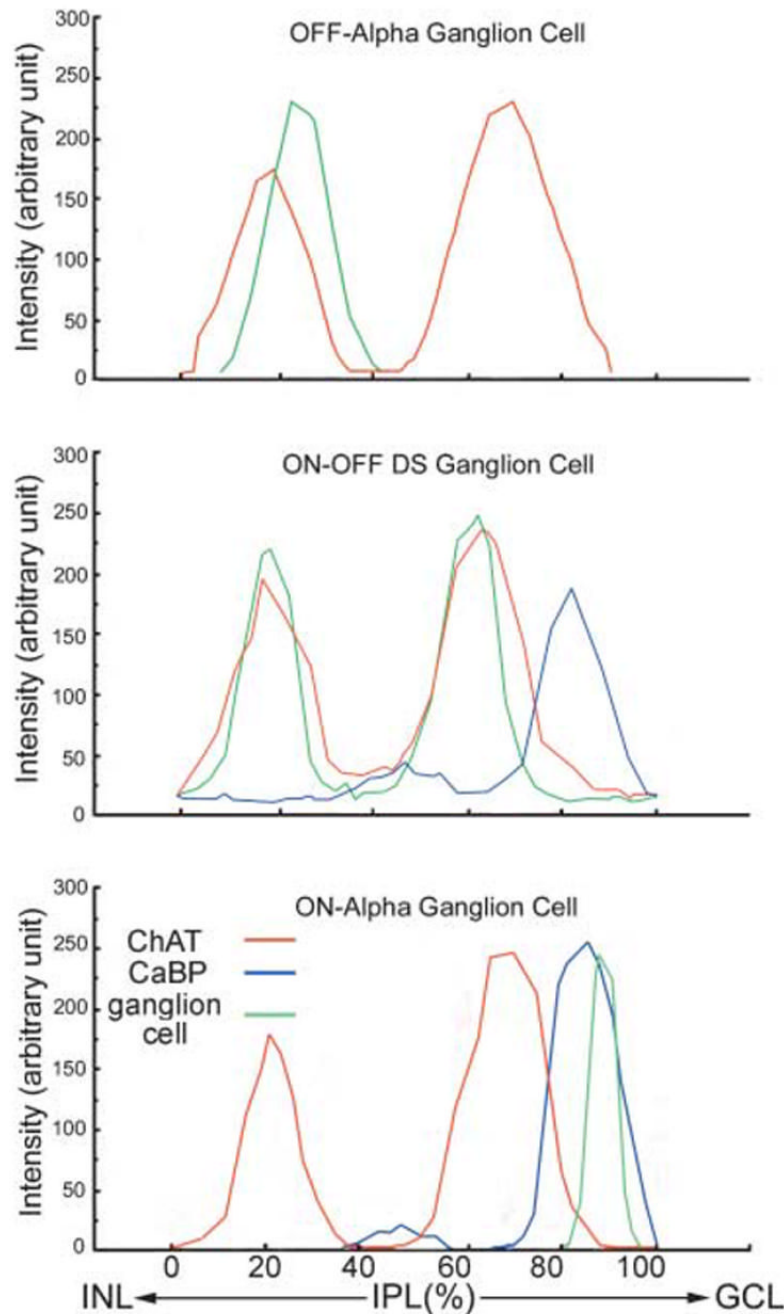 OFF-Alpha Ganglion Cell
Intensity (arbitrary unit)
300
250
200
150
100
50
0
ON-OFF DS Ganglion Cell
Intensity (arbitrary unit)
300
250
200
150
100
50
0
ON-Alpha Ganglion Cell
Intensity (arbitrary unit)
300
250
200
150
100
50
0
ChAT
CaBP
ganglion
cell
0 20 40 60 80 100
INL IPL(%) GCL